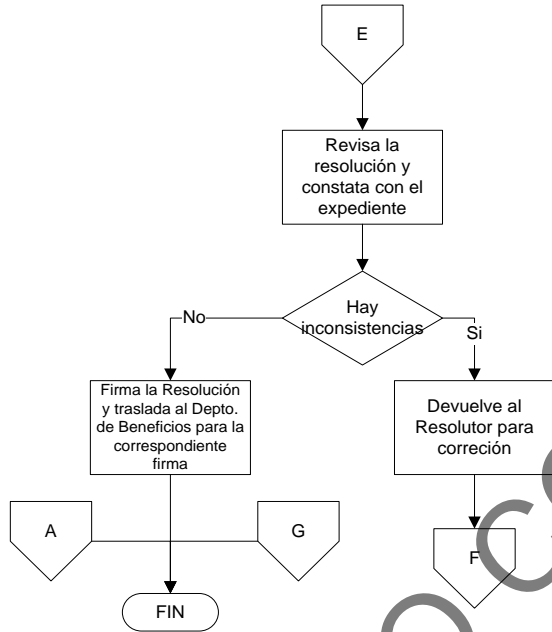 E
Revisa la
resolución y
constata con el
expediente
Hay
inconsistencias
No
Si
Firma la Resolución
y traslada al Depto.
de Beneficios para la
correspondiente
firma
Devuelve al
Resolutor para
correción
A
G
F
FIN